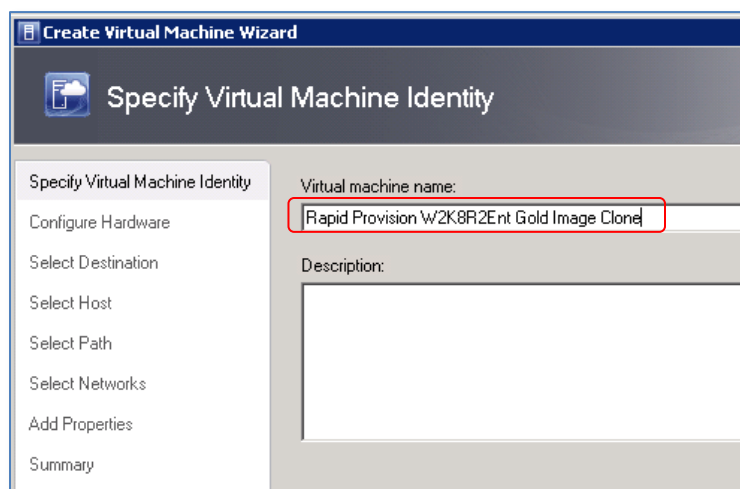 Create Virtual Machine Wizard
Specify Virtual Machine Identity
Specify Virtual Machine Identity
Configure Hardware
Select Destination
Select Host
Select Path
Select Networks
Add Properties
Summary
Virtual machine name:
Rapid Provision W2K8R2Ent Gold Image Clone
Description: